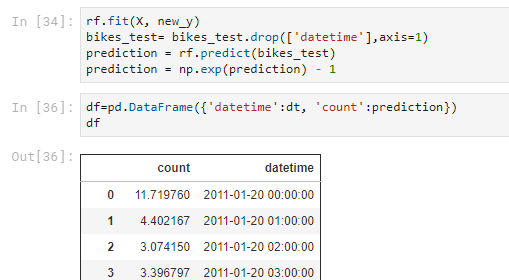 In [34]: rf.fit(X, new_y)
bikes_test= bikes_test.drop(['datetime'],axis=1)
prediction = rf.predict(bikes_test)
prediction = np.exp(prediction) - 1
In [36]: df=pd.DataFrame({'datetime':dt, 'count':prediction})
df
Out[36]:
count datetime
0 11.719760 2011-01-20 00:00:00
1 4.402167 2011-01-20 01:00:00
2 3.074150 2011-01-20 02:00:00
3 3.396797 2011-01-20 03:00:00